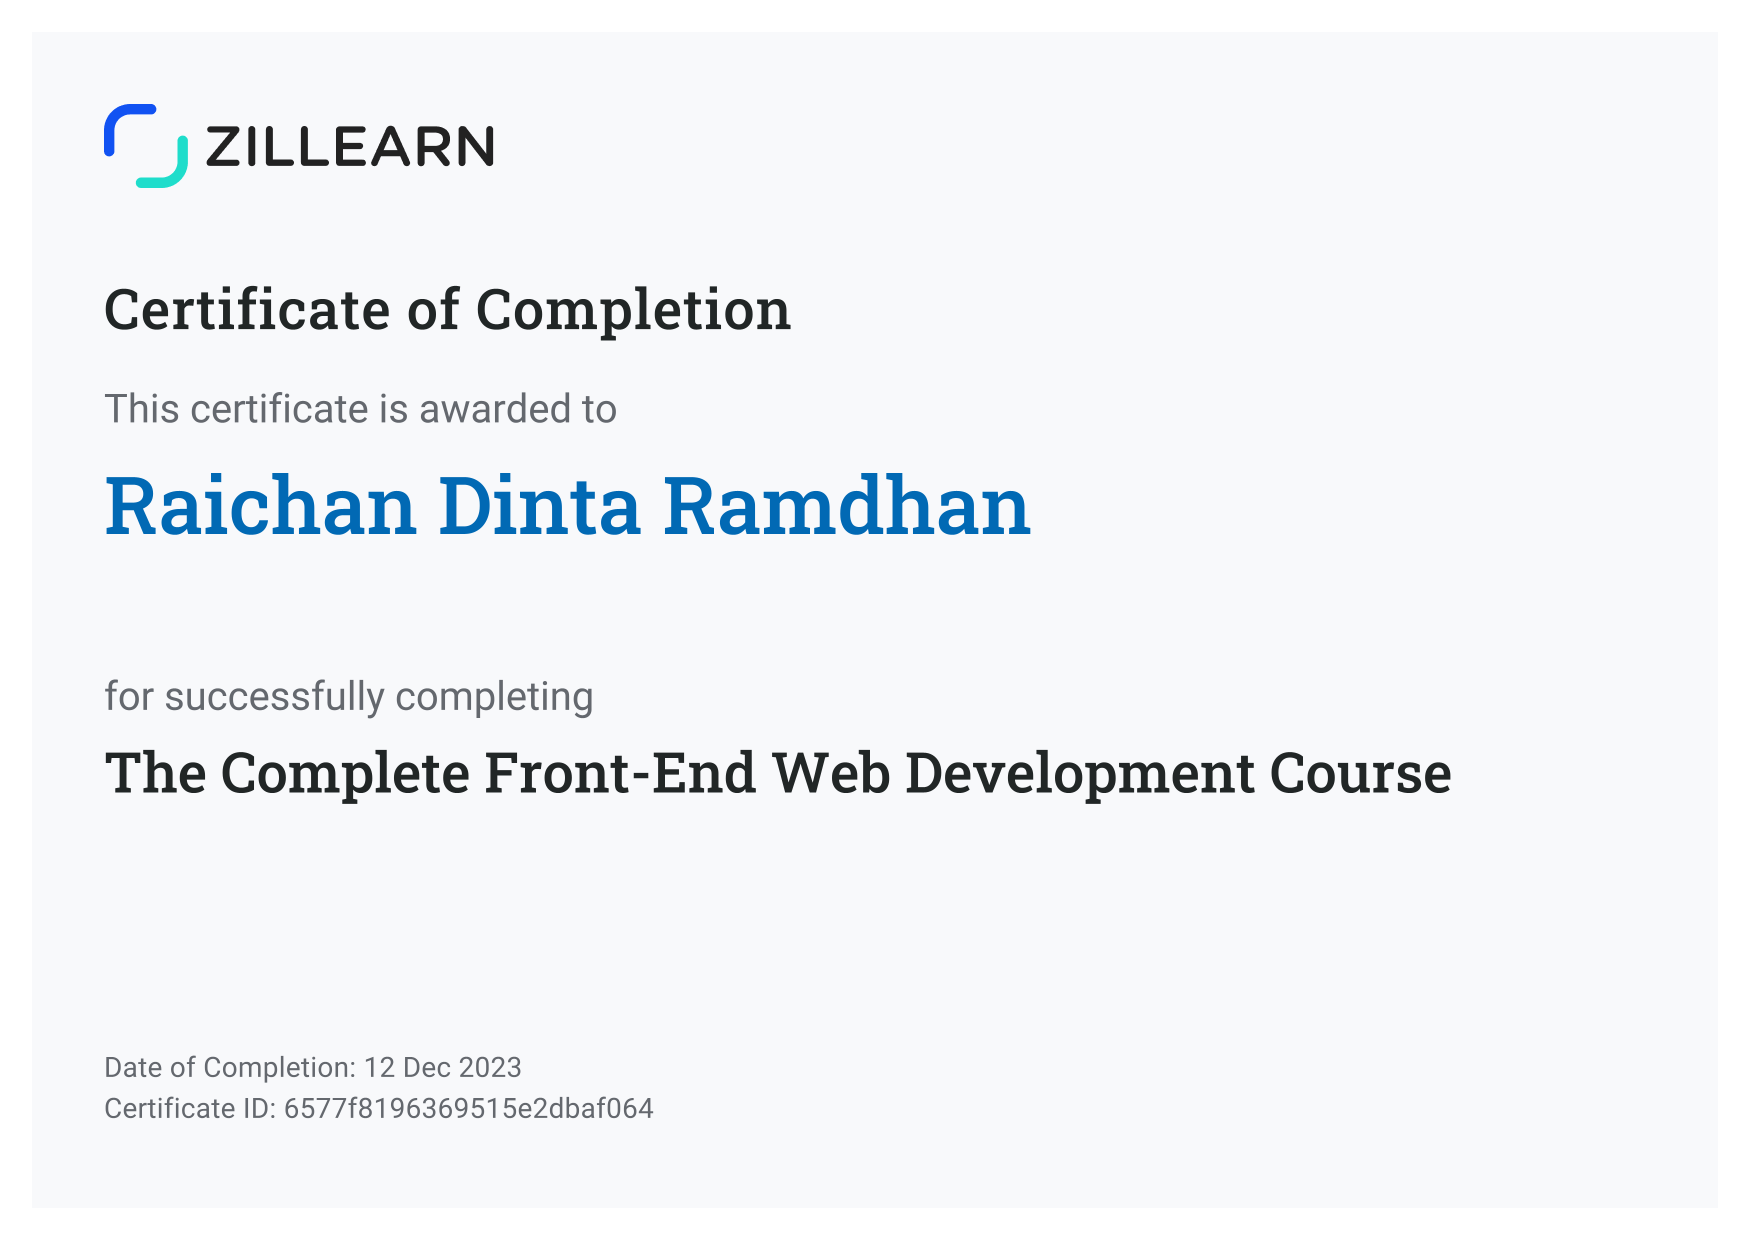 ZILLEARN
Certificate of Completion
This certificate is awarded to
Raichan Dinta Ramdhan
for successfully completing
The Complete Front-End Web Development Course
Date of Completion: 12 Dec 2023
Certificate ID: 6577f8196369515e2dbaf064